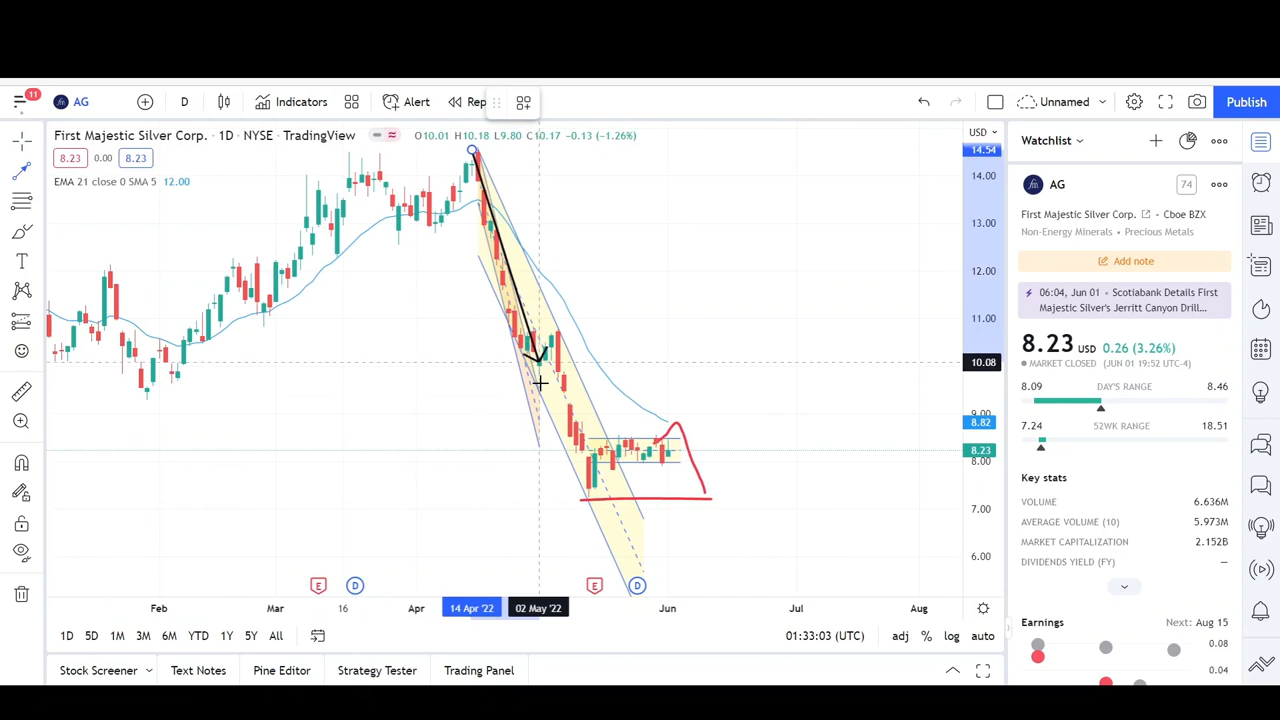 11
AG
D
Indicators
Alert
Rep
Unnamed
Publish
First Majestic Silver Corp. · 1D · NYSE · TradingView
O10.01 H10.18 L9.80 C10.17 -0.13 (-1.26%)
8.23 0.00 8.23
EMA 21 close 0 SMA 5 12.00
USD
14.54
14.00
13.00
12.00
11.00
10.08
9.00
8.82
8.23
8.00
7.00
6.00
E
D
E
D
Feb
Mar
16
Apr
14 Apr '22
02 May '22
Jun
Jul
Aug
1D 5D 1M 3M 6M YTD 1Y 5Y All
01:33:03 (UTC)
adj % log auto
Stock Screener
Text Notes
Pine Editor
Strategy Tester
Trading Panel
Watchlist
AG
74
First Majestic Silver Corp. • Cboe BZX
Non-Energy Minerals • Precious Metals
Add note
06:04, Jun 01 • Scotiabank Details First
Majestic Silver's Jerritt Canyon Drill...
8.23 USD 0.26 (3.26%)
MARKET CLOSED (JUN 01 19:52 UTC-4)
8.09 DAY'S RANGE 8.46
7.24 52WK RANGE 18.51
Key stats
VOLUME 6.636M
AVERAGE VOLUME (10) 5.973M
MARKET CAPITALIZATION 2.152B
DIVIDENDS YIELD (FY) —
Earnings Next: Aug 15
0.08
0.04